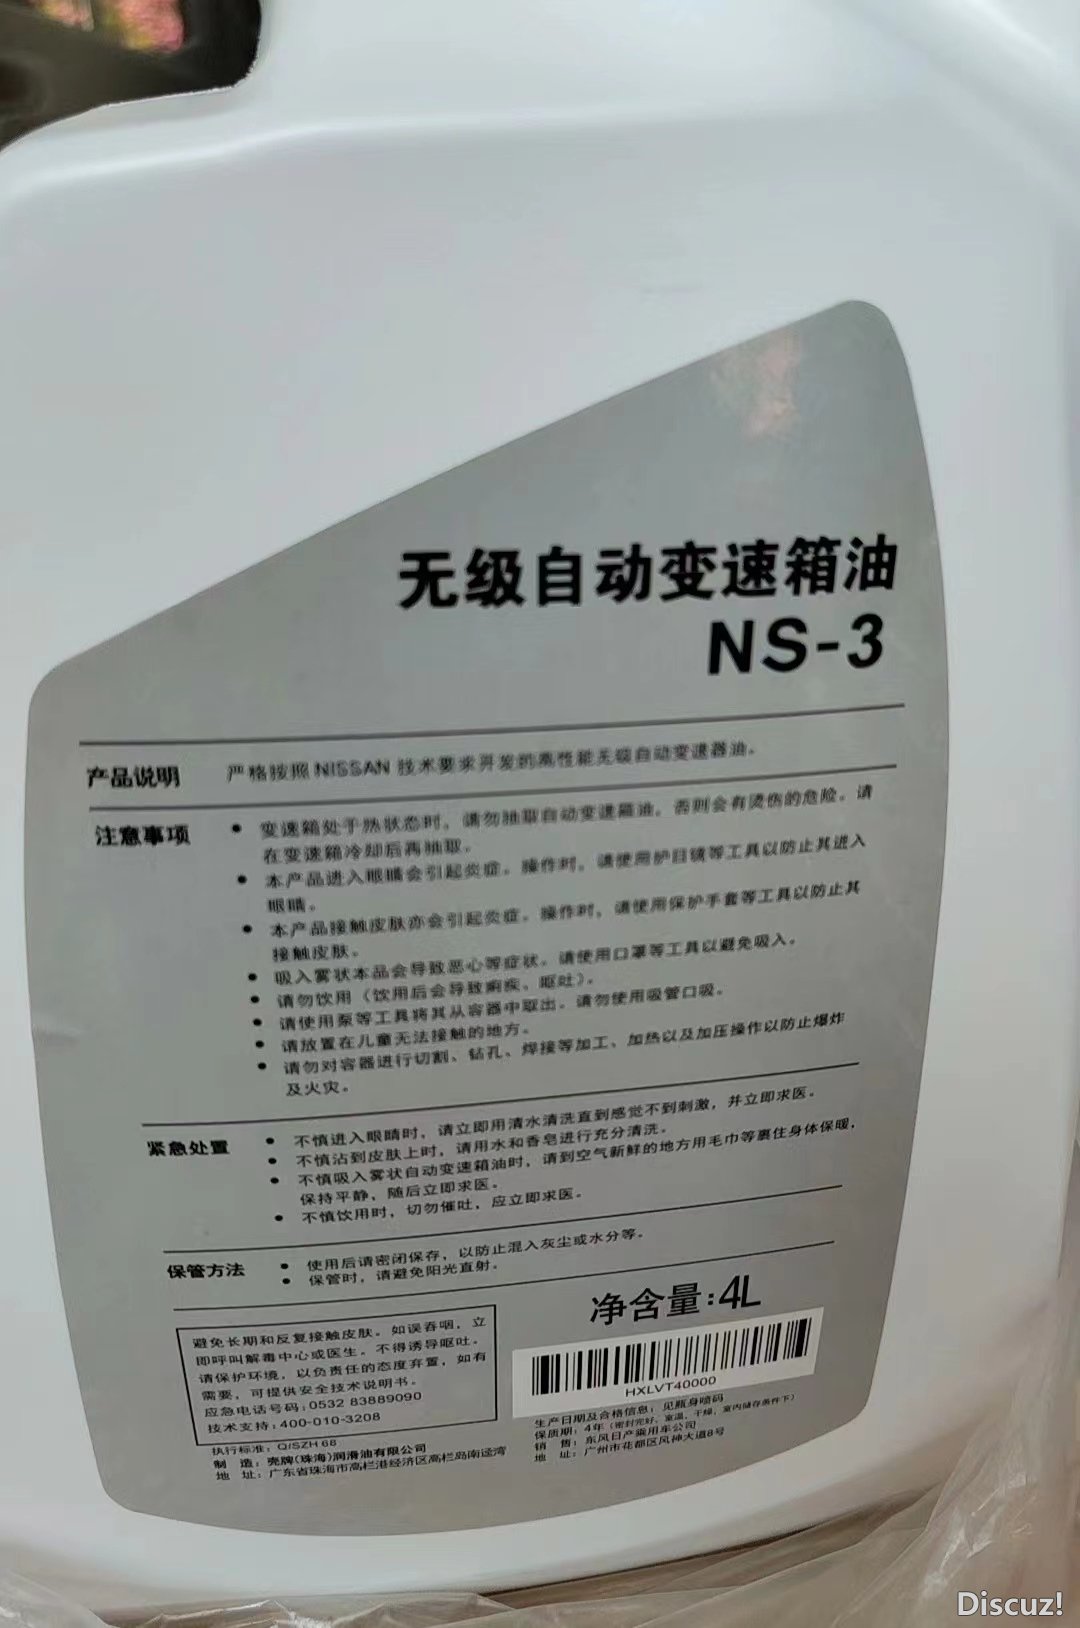 无级自动变速箱油
NS-3
产品说明 严格按照NISSAN 技术要求开发的高性能无级自动变速器油。
注意事项 • 变速箱处于热状态时，请勿抽取自动变速箱油，否则会有烫伤的危险。请
在变速箱冷却后再抽取。
• 本产品进入眼睛会引起炎症。操作时，请使用护目镜等工具以防止其进入
眼睛。
• 本产品接触皮肤亦会引起炎症。操作时，请使用保护手套等工具以防止其
接触皮肤。
• 吸入雾状本品会导致恶心等症状。请使用口罩等工具以避免吸入。
• 请勿饮用（饮用后会导致痢疾、呕吐）。
• 请使用泵等工具将其从容器中取出。请勿使用吸管口吸。
• 请放置在儿童无法接触的地方。
• 请勿对容器进行切割、钻孔、焊接等加工、加热以及加压操作以防止爆炸
及火灾。
紧急处置 • 不慎进入眼睛时，请立即用清水清洗直到感觉不到刺激，并立即求医。
• 不慎沾到皮肤上时，请用水和香皂进行充分清洗。
• 不慎吸入雾状自动变速箱油时，请到空气新鲜的地方用毛巾等裹住身体保暖，
保持平静，随后立即求医。
• 不慎饮用时，切勿催吐，应立即求医。
保管方法 • 使用后请密闭保存，以防止混入灰尘或水分等。
• 保管时，请避免阳光直射。
避免长期和反复接触皮肤。如误吞咽，立
即呼叫解毒中心或医生。不得诱导呕吐。
请保护环境，以负责任的态度弃置，如有
需要，可提供安全技术说明书。
应急电话号码：0532 83889090
技术支持：400-010-3208
执行标准：Q/SZH 68
制 造：壳牌(珠海)润滑油有限公司
地 址：广东省珠海市高栏港经济区高栏岛南迳湾
净含量：4L
HXLVT40000
生产日期及合格信息：见瓶身喷码
保质期：4年（密封完好，室温，干燥，室内储存条件下）
销 售：东风日产乘用车公司
地 址：广州市花都区风神大道8号
Discuz!